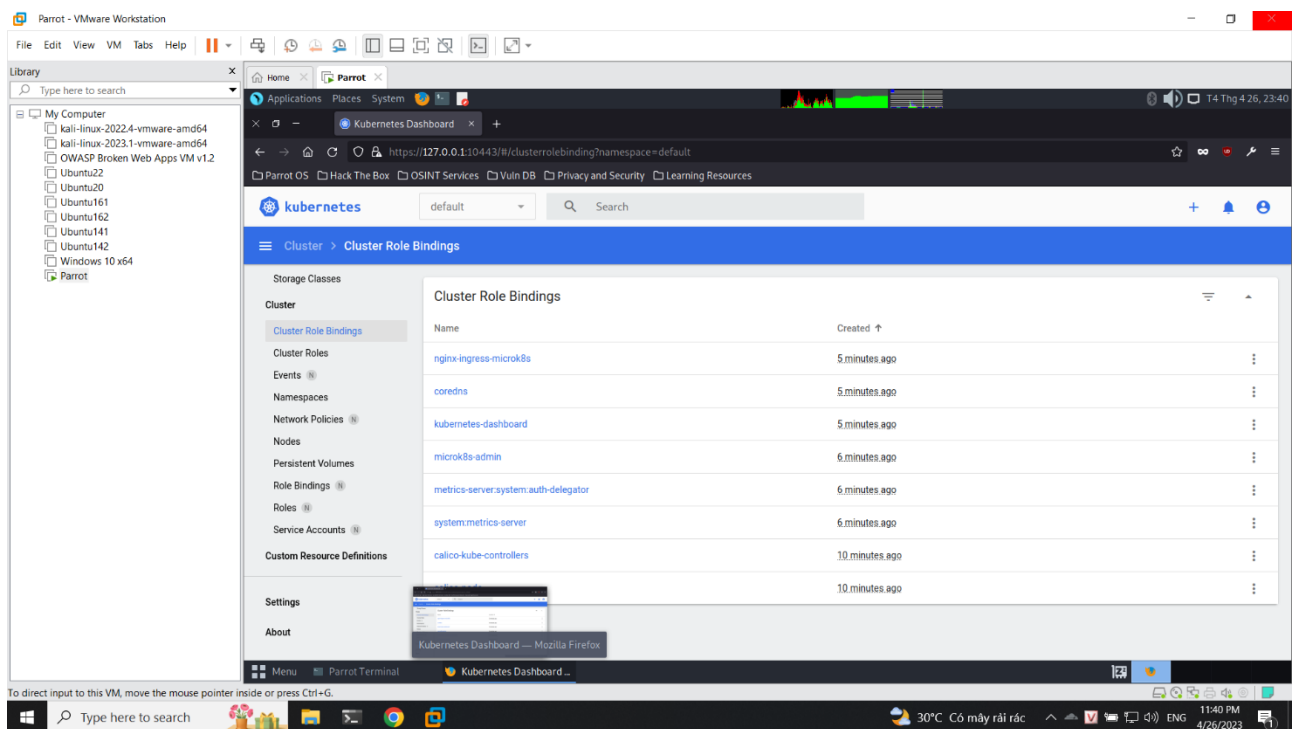 Parrot - VMware Workstation
File Edit View VM Tabs Help
Library
Type here to search
My Computer
kali-linux-2022.4-vmware-amd64
kali-linux-2023.1-vmware-amd64
OWASP Broken Web Apps VM v1.2
Ubuntu22
Ubuntu20
Ubuntu161
Ubuntu162
Ubuntu141
Ubuntu142
Windows 10 x64
Parrot
Home Parrot
Applications Places System T4 Thg 4 26, 23:40
Kubernetes Dashboard
https://127.0.0.1:10443/#/clusterrolebinding?namespace=default
Parrot OS Hack The Box OSINT Services Vuln DB Privacy and Security Learning Resources
kubernetes default Search
Cluster > Cluster Role Bindings
Storage Classes
Cluster
Cluster Role Bindings
Cluster Roles
Events N
Namespaces
Network Policies N
Nodes
Persistent Volumes
Role Bindings N
Roles N
Service Accounts N
Custom Resource Definitions
Settings
About
Cluster Role Bindings
Name Created
nginx-ingress-microk8s 5 minutes ago
coredns 5 minutes ago
kubernetes-dashboard 5 minutes ago
microk8s-admin 6 minutes ago
metrics-server:system:auth-delegator 6 minutes ago
system:metrics-server 6 minutes ago
calico-kube-controllers 10 minutes ago
10 minutes ago
Kubernetes Dashboard — Mozilla Firefox
Menu Parrot Terminal Kubernetes Dashboard ...
To direct input to this VM, move the mouse pointer inside or press Ctrl+G.
Type here to search 30°C Có mây rải rác ENG 11:40 PM
4/26/2023